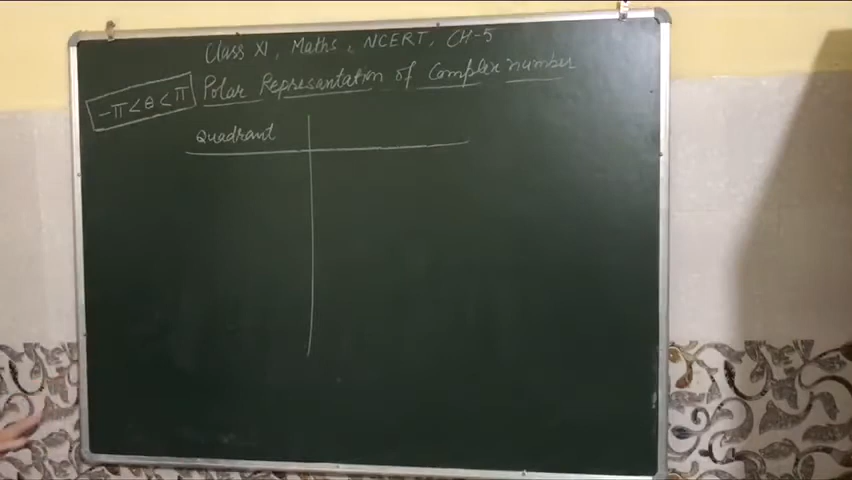 Class XI, Maths, NCERT, CH-5
Polar Representation of Complex number
-π < θ < π
Quadrant